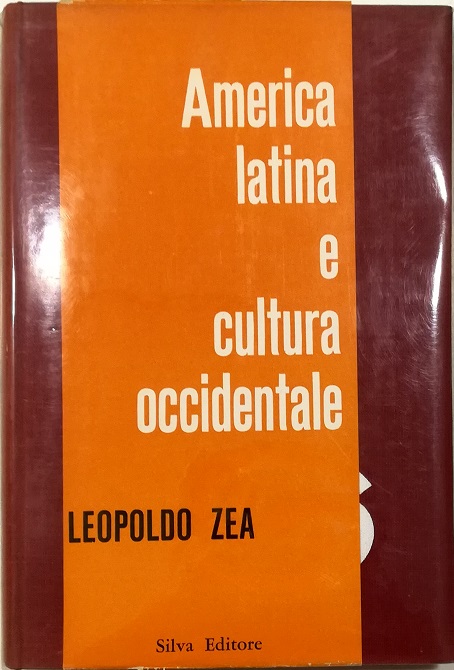 America
latina
e
cultura
occidentale
LEOPOLDO ZEA
Silva Editore